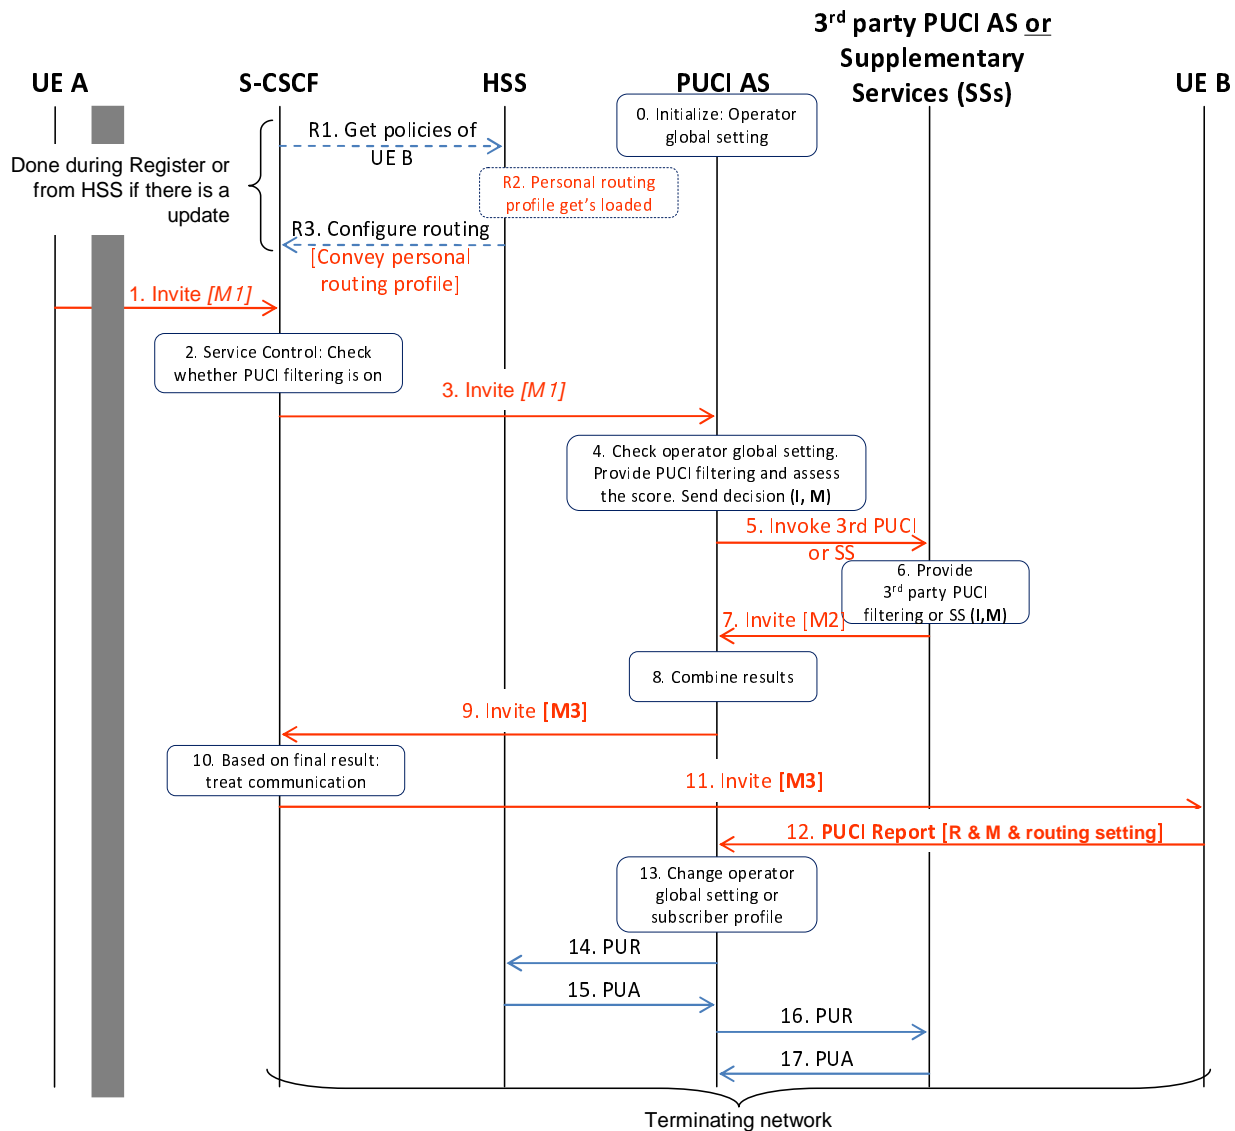 3rd party PUCI AS or
Supplementary
Services (SSs)
UE A
S-CSCF
HSS
PUCI AS
UE B
0. Initialize: Operator
global setting
R1. Get policies of
UE B
Done during Register or
from HSS if there is a
update
R2. Personal routing
profile get's loaded
R3. Configure routing
[Convey personal
routing profile]
1. Invite [M1]
2. Service Control: Check
whether PUCI filtering is on
3. Invite [M1]
4. Check operator global setting.
Provide PUCI filtering and assess
the score. Send decision (I, M)
5. Invoke 3rd PUCI
or SS
6. Provide
3rd party PUCI
filtering or SS (I,M)
7. Invite [M2]
8. Combine results
9. Invite [M3]
10. Based on final result:
treat communication
11. Invite [M3]
12. PUCI Report [R & M & routing setting]
13. Change operator
global setting or
subscriber profile
14. PUR
15. PUA
16. PUR
17. PUA
Terminating network